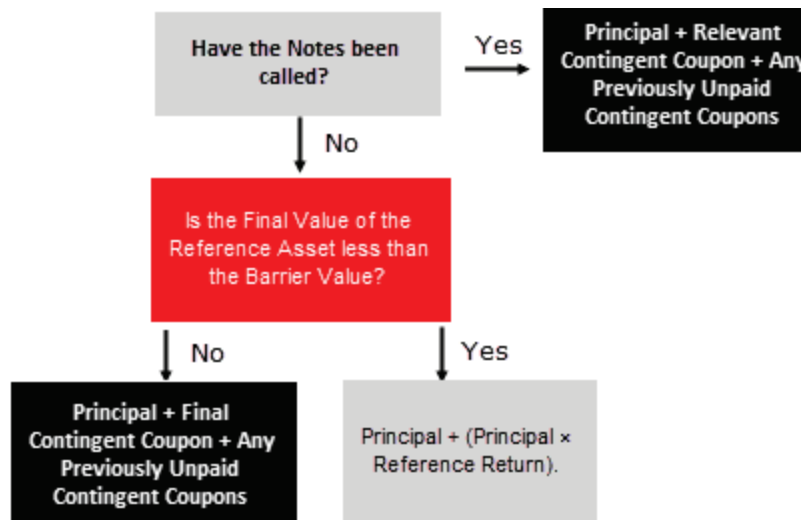 Have the Notes been
called?
Yes
Principal + Relevant
Contingent Coupon + Any
Previously Unpaid
Contingent Coupons
No
Is the Final Value of the
Reference Asset less than
the Barrier Value?
No
Yes
Principal + Final
Contingent Coupon + Any
Previously Unpaid
Contingent Coupons
Principal + (Principal ×
Reference Return).